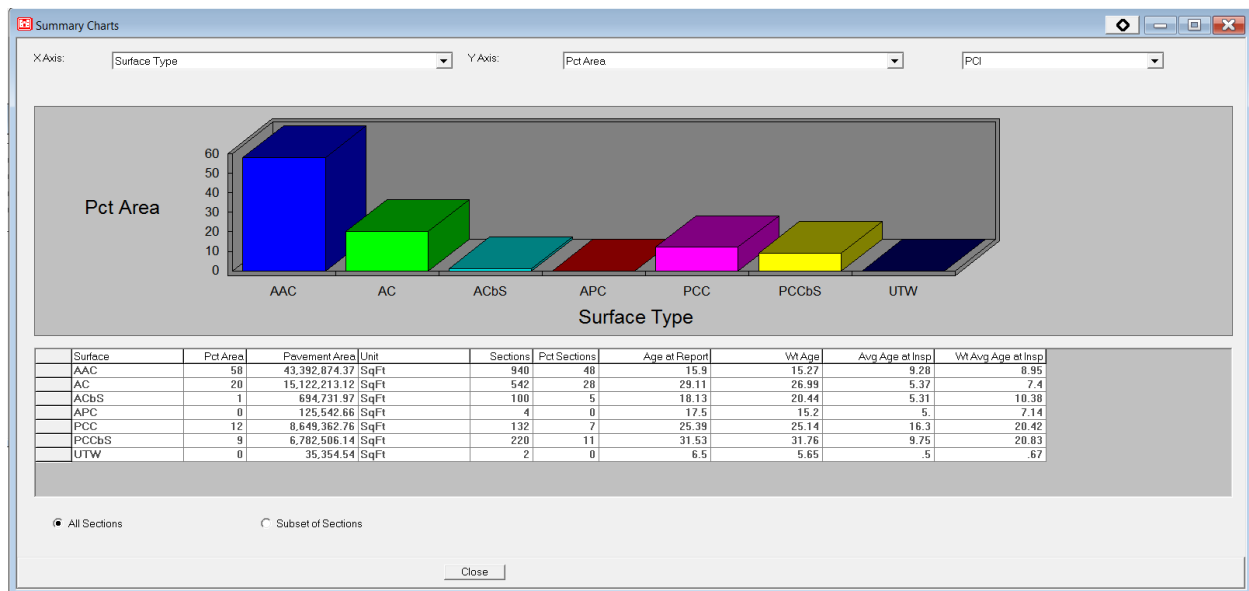 Summary Charts
X Axis: Surface Type Y Axis: Pct Area PCI
60
50
40
30
20
10
0
Pct Area
AAC AC ACbS APC PCC PCCbS UTW
Surface Type
Surface Pct Area Pavement Area Unit Sections Pct Sections Age at Report Wt Age Avg Age at Insp Wt Avg Age at Insp
AAC 58 43,392,874.37 SqFt 940 48 15.9 15.27 9.28 8.95
AC 20 15,122,213.12 SqFt 542 28 29.11 26.99 5.37 7.4
ACbS 1 694,731.97 SqFt 100 5 18.13 20.44 5.31 10.38
APC 0 125,542.66 SqFt 4 0 17.5 15.2 5. 7.14
PCC 12 8,649,362.76 SqFt 132 7 25.39 25.14 16.3 20.42
PCCbS 9 6,782,506.14 SqFt 220 11 31.53 31.76 9.75 20.83
UTW 0 35,354.54 SqFt 2 0 6.5 5.65 .5 .67
All Sections Subset of Sections
Close